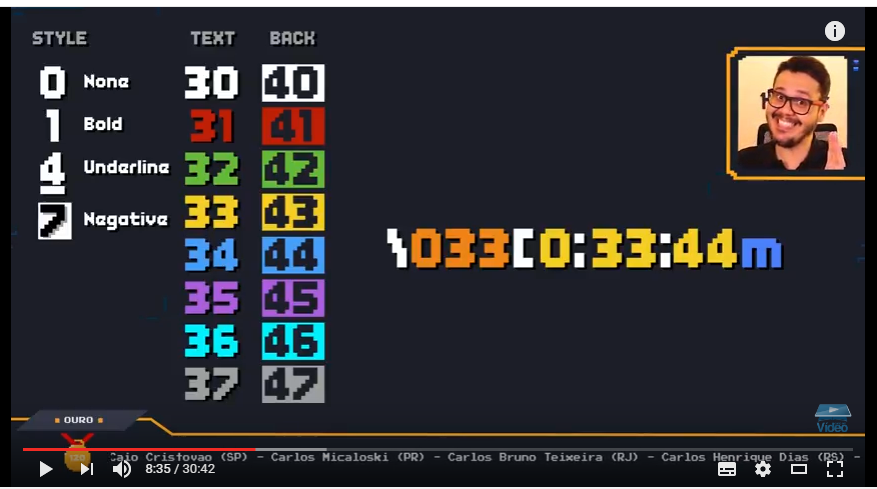 STYLE TEXT BACK
0 None 30 40
1 Bold 31 41
4 Underline 32 42
7 Negative 33 43
34 44
35 45
36 46
37 47
\033[0:33:44m
OURO
Caio Cristovao (SP) - Carlos Micaloski (PR) - Carlos Bruno Teixeira (RJ) - Carlos Henrique Dias (RS) -
Vídeo
8:35 / 30:42